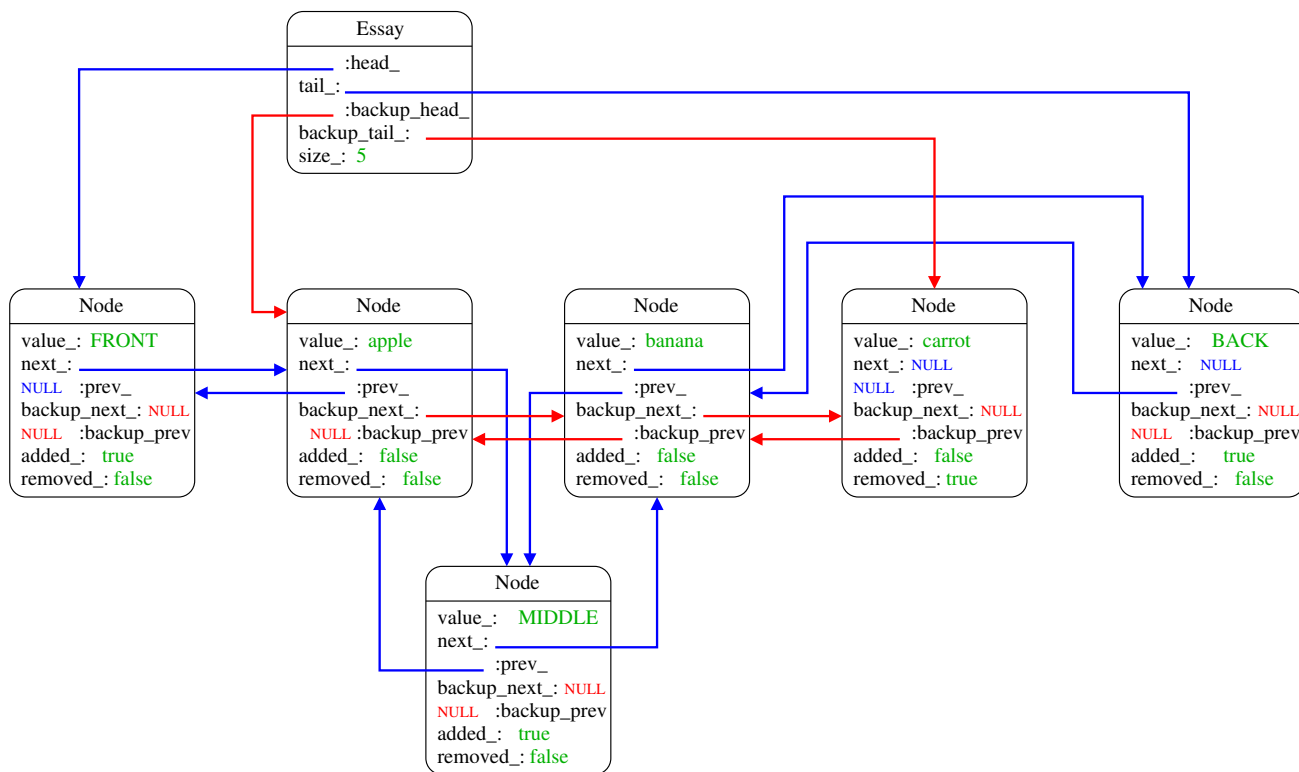 Essay
:head_
tail_:
:backup_head_
backup_tail_:
size_: 5
Node
value_: FRONT
next_:
NULL :prev_
backup_next_: NULL
NULL :backup_prev
added_: true
removed_: false
Node
value_: apple
next_:
:prev_
backup_next_:
NULL :backup_prev
added_: false
removed_: false
Node
value_: banana
next_:
:prev_
backup_next_:
:backup_prev
added_: false
removed_: false
Node
value_: carrot
next_: NULL
NULL :prev_
backup_next_: NULL
:backup_prev
added_: false
removed_: true
Node
value_: BACK
next_: NULL
:prev_
backup_next_: NULL
NULL :backup_prev
added_: true
removed_: false
Node
value_: MIDDLE
next_:
:prev_
backup_next_: NULL
NULL :backup_prev
added_: true
removed_: false